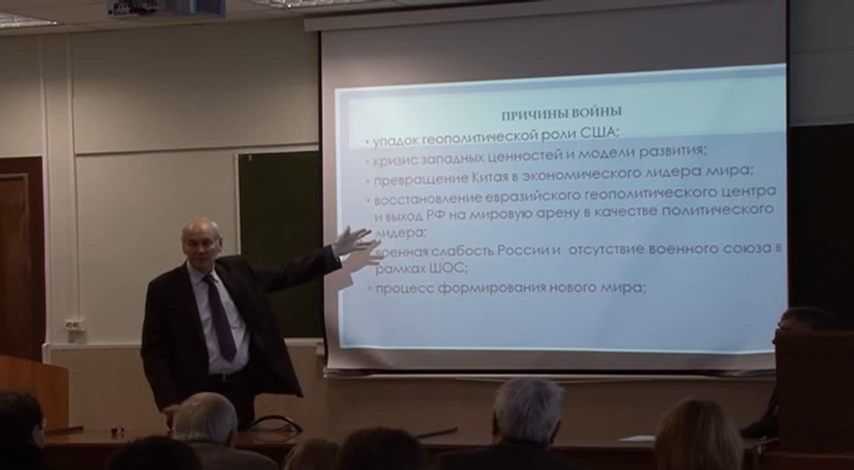 ПРИЧИНЫ ВОЙНЫ
• упадок геополитической роли США;
• кризис западных ценностей и модели развития;
• превращение Китая в экономического лидера мира;
• восстановление евразийского геополитического центра
и выход РФ на мировую арену в качестве политического
лидера;
военная слабость России и отсутствие военного союза в
рамках ШОС;
• процесс формирования нового мира;